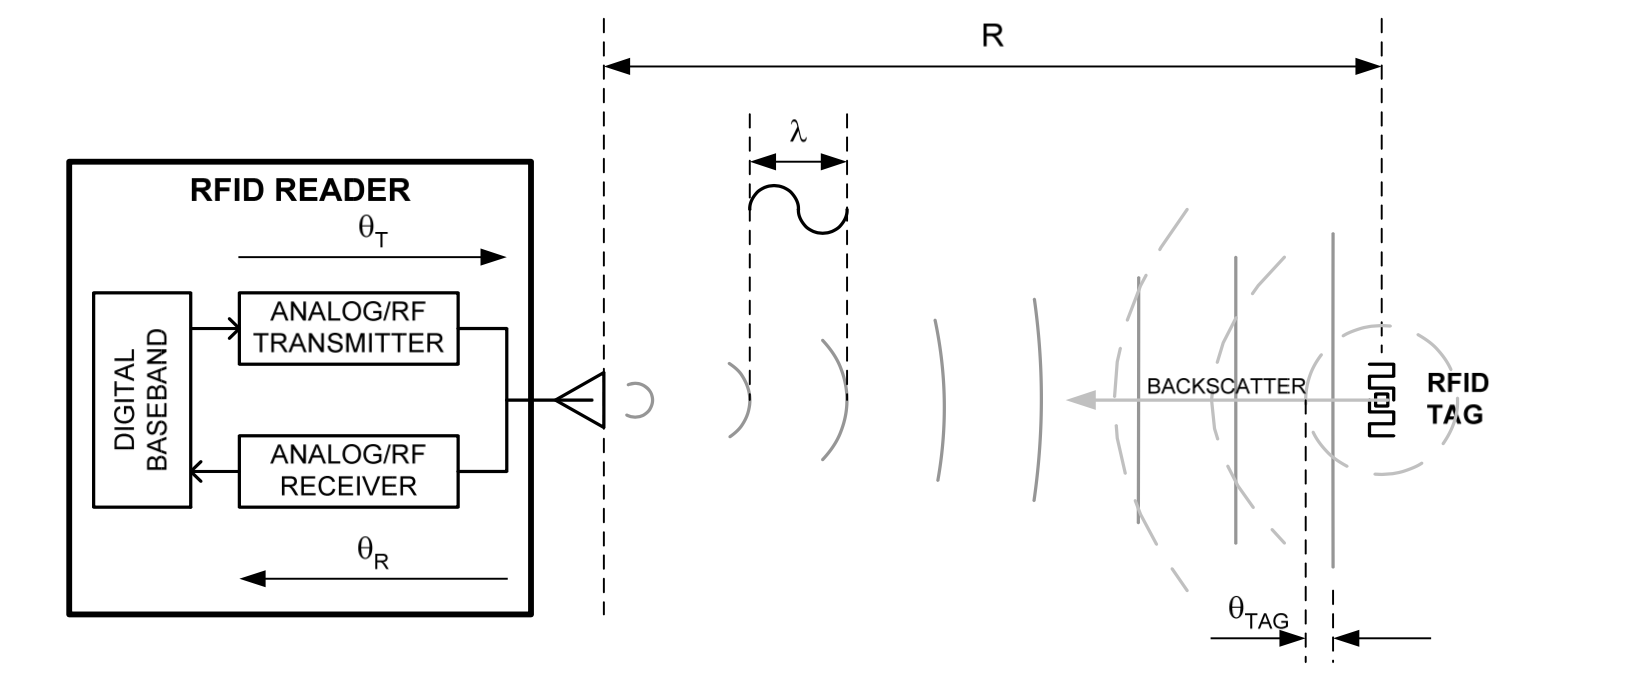 R
λ
RFID READER
θT
ANALOG/RF
TRANSMITTER
DIGITAL
BASEBAND
ANALOG/RF
RECEIVER
θR
BACKSCATTER
RFID
TAG
θTAG